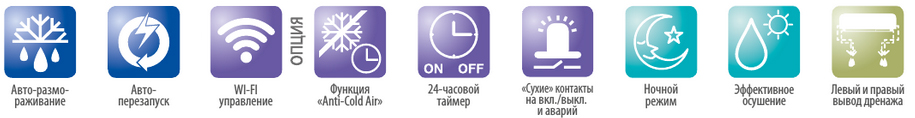 Авто-размо-
раживание
Авто-
перезапуск
WI-FI
управление
ОПЦИЯ
Функция
«Anti-Cold Air»
ON OFF
24-часовой
таймер
«Сухие» контакты
на вкл./выкл.
и аварий
Ночной
режим
Эффективное
осушение
Левый и правый
вывод дренажа